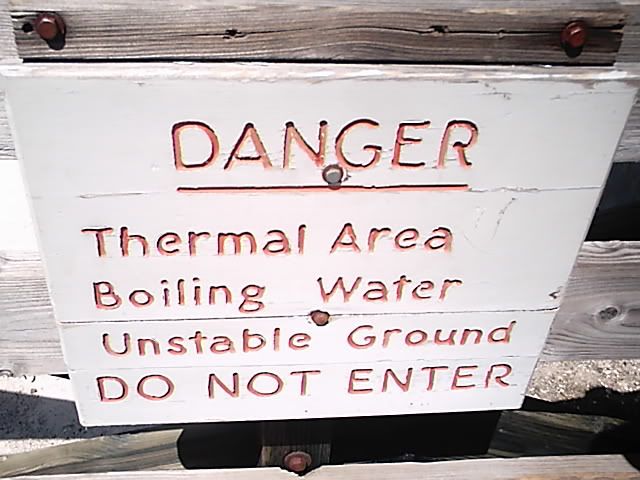 DANGER
Thermal Area
Boiling Water
Unstable Ground
DO NOT ENTER